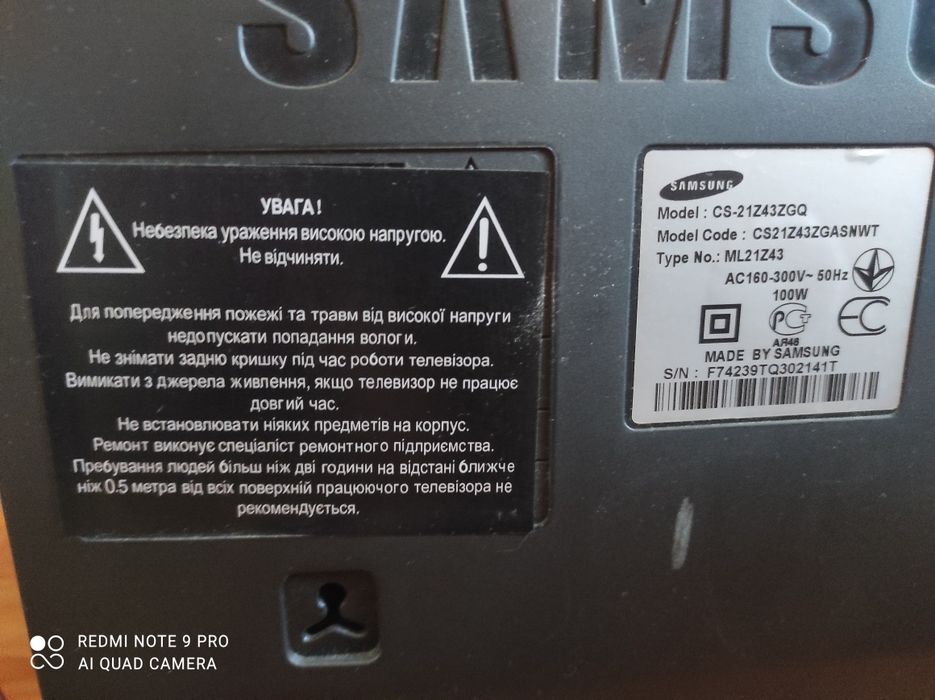 SAMSU
УВАГА!
Небезпека ураження високою напругою.
Не відчиняти.
Для попередження пожежі та травм від високої напруги
недопускати попадання вологи.
Не знімати задню кришку під час роботи телевізора.
Вимикати з джерела живлення, якщо телевизор не працює
довгий час.
Не встановлювати ніяких предметів на корпус.
Ремонт виконує спеціаліст ремонтного підприємства.
Пребування людей більш ніж дві години на відстані ближче
ніж 0.5 метра від всіх поверхній працюючого телевізора не
рекомендується.
SAMSUNG
Model : CS-21Z43ZGQ
Model Code : CS21Z43ZGASNWT
Type No.: ML21Z43
AC160-300V~ 50Hz
100W
РСТ
АЯ46
ЕС
MADE BY SAMSUNG
S/N : F74239TQ302141T
REDMI NOTE 9 PRO
AI QUAD CAMERA